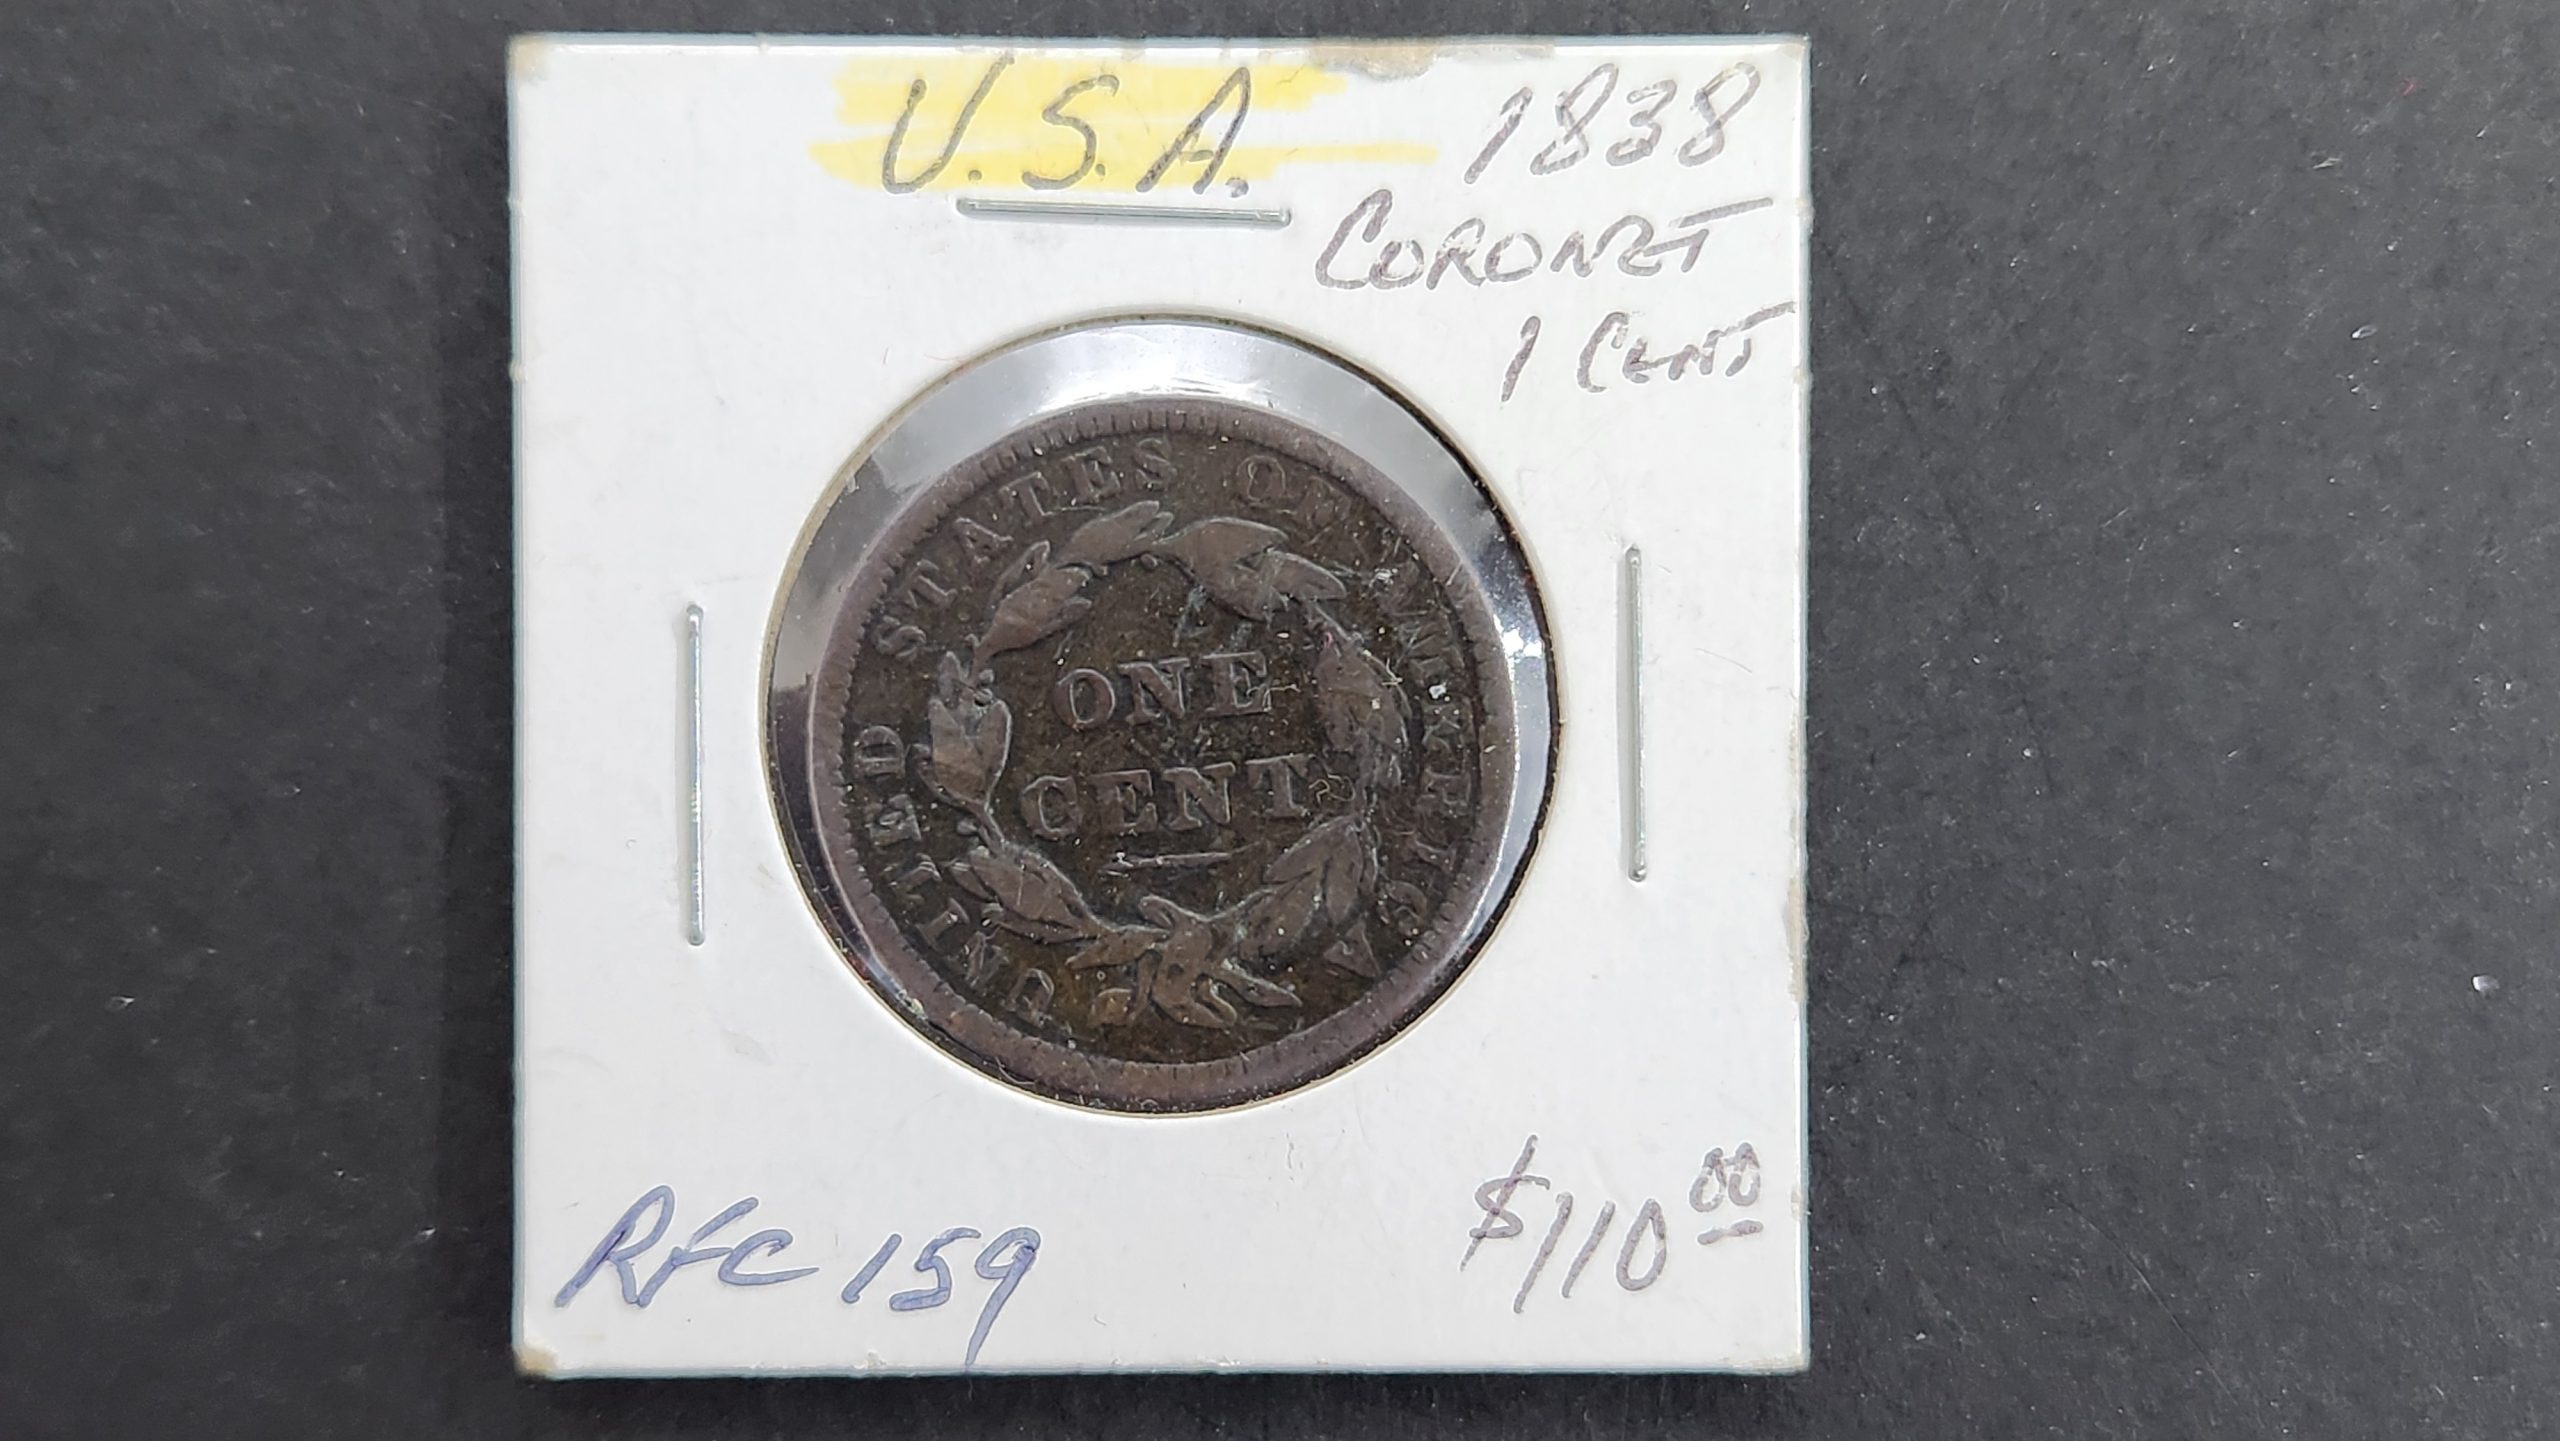 U.S.A. 1838
CORONET
1 CENT
UNITED STATES OF AMERICA
ONE
CENT
RFC 159
$110.00